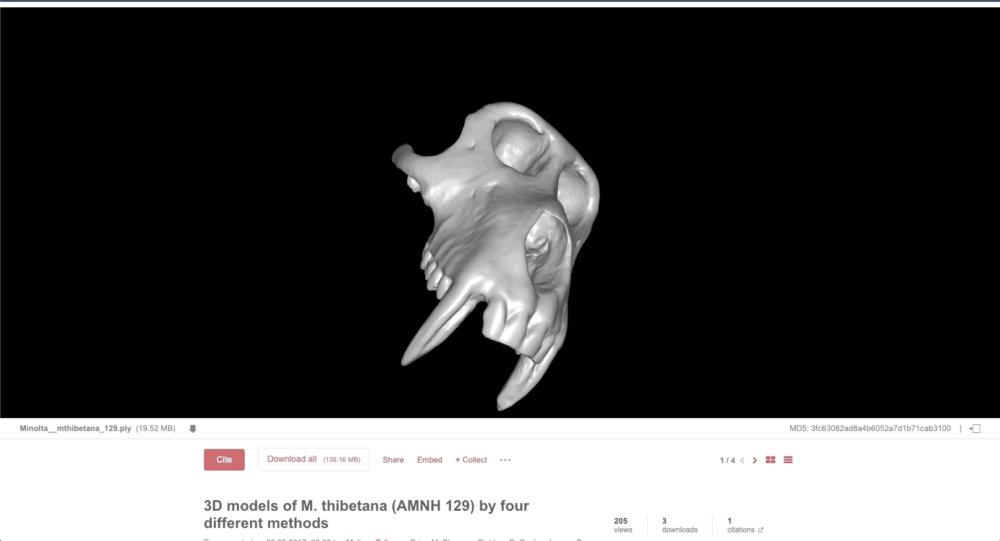 Minolta__mthibetana_129.ply (19.52 MB)
MD5: 3fc63082ad8a4b6052a7d1b71cab3100 |
Cite
Download all (139.16 MB)
Share
Embed
+ Collect
1 / 4
3D models of M. thibetana (AMNH 129) by four
different methods
205
views
3
downloads
1
citations